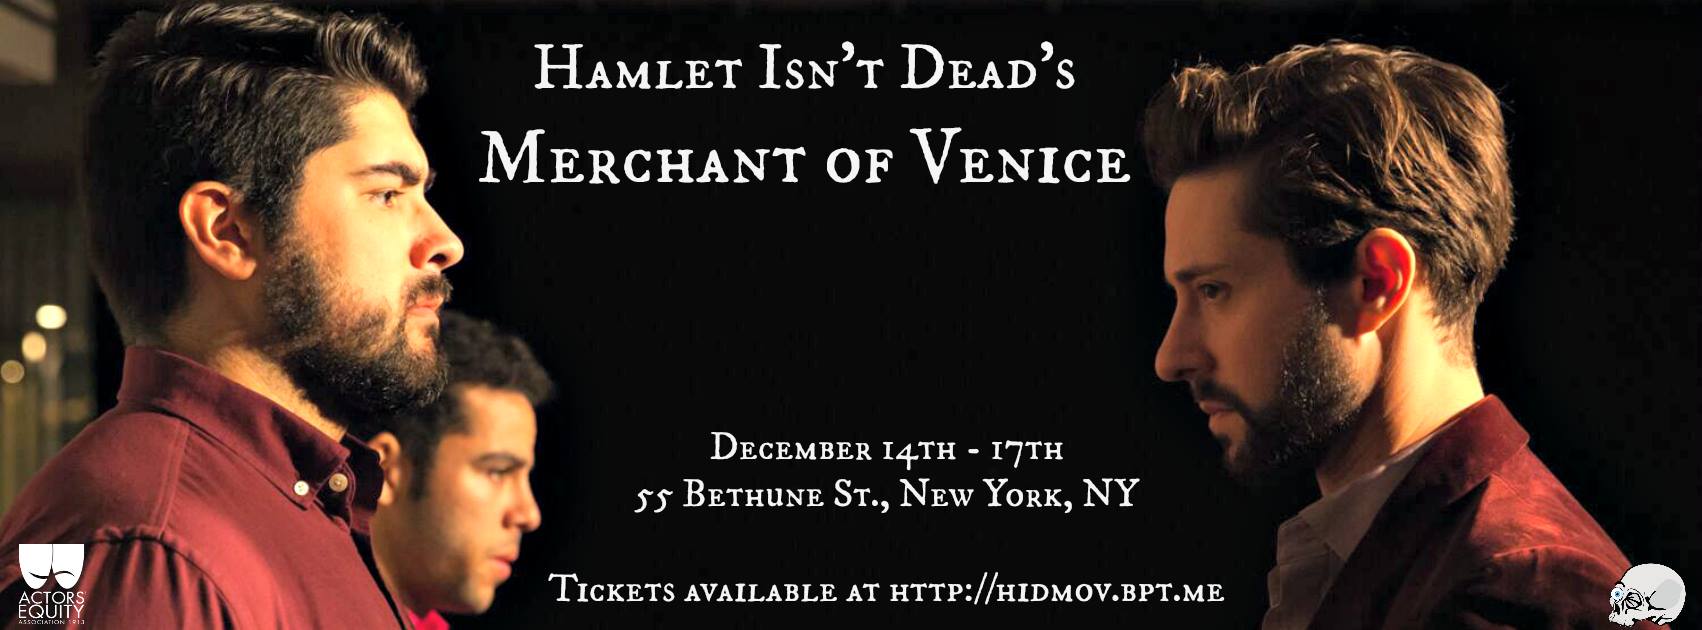 Hamlet Isn't Dead's
Merchant of Venice
December 14th - 17th
55 Bethune St., New York, NY
Tickets available at http://hidmov.bpt.me
ACTORS'
EQUITY
ASSOCIATION 1913